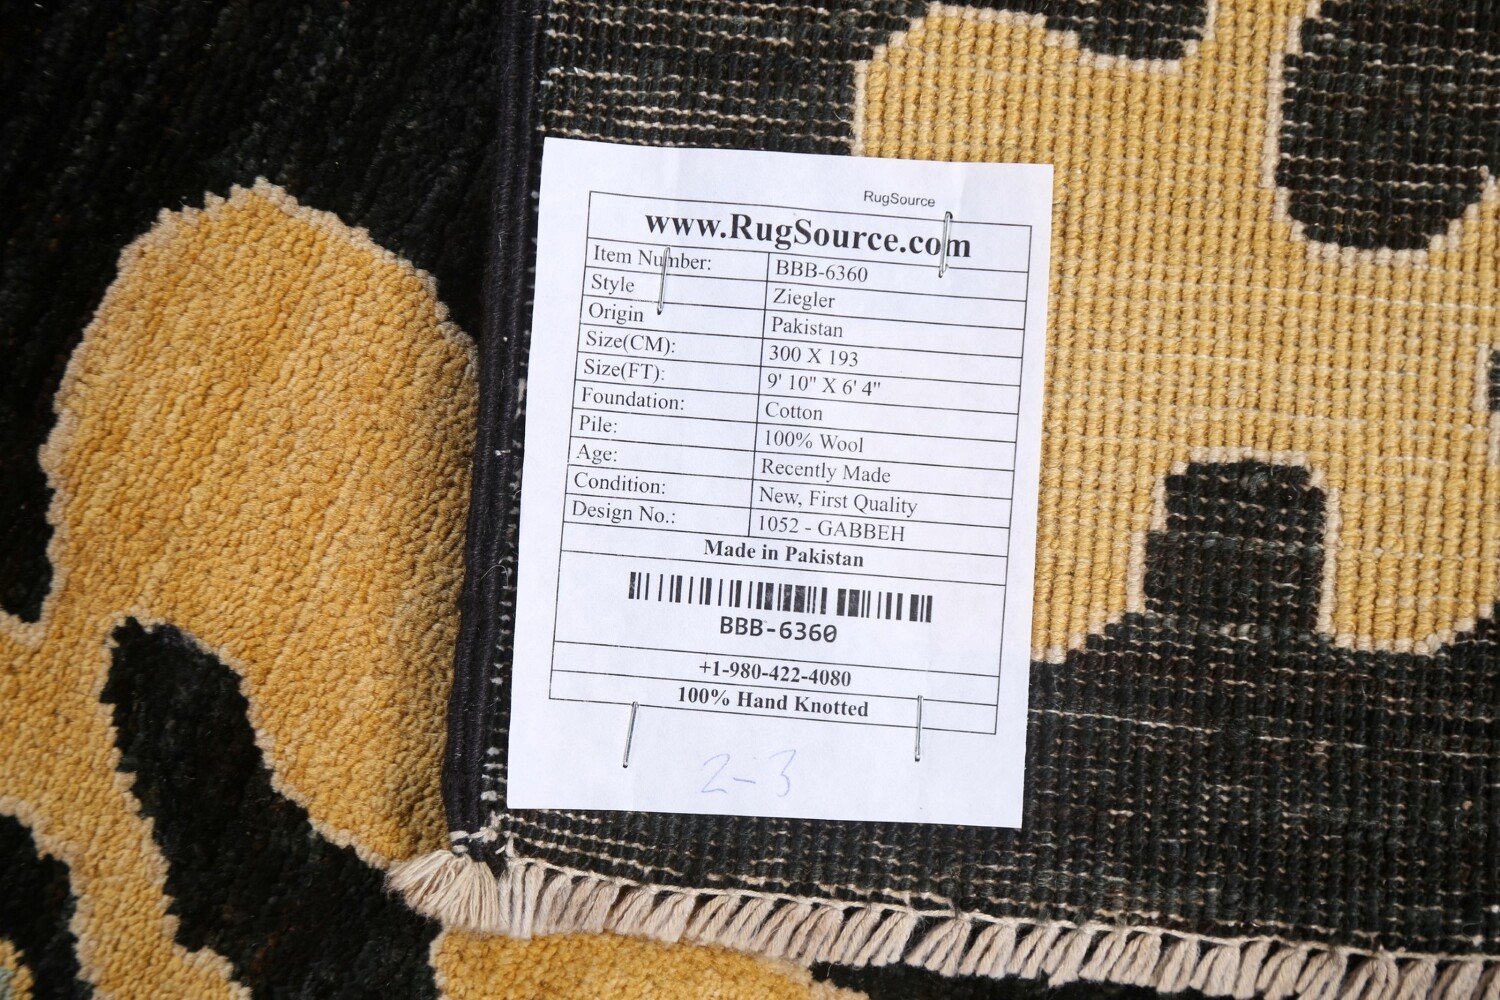 RugSource
www.RugSource.com
Item Number: BBB-6360
Style Ziegler
Origin Pakistan
Size(CM): 300 X 193
Size(FT): 9' 10" X 6' 4"
Foundation: Cotton
Pile: 100% Wool
Age: Recently Made
Condition: New, First Quality
Design No.: 1052 - GABBEH
Made in Pakistan
BBB-6360
+1-980-422-4080
100% Hand Knotted
2-3